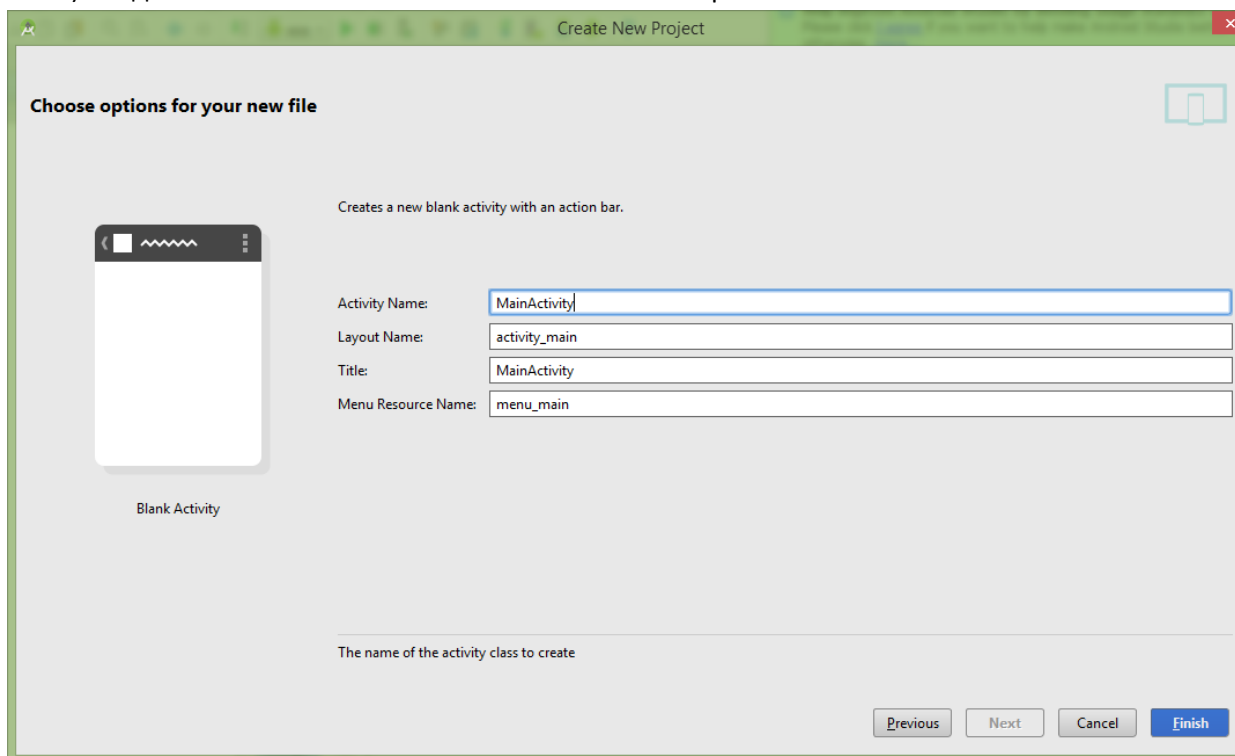 Create New Project
Choose options for your new file
Creates a new blank activity with an action bar.
Activity Name: MainActivity
Layout Name: activity_main
Title: MainActivity
Menu Resource Name: menu_main
Blank Activity
The name of the activity class to create
Previous Next Cancel Finish